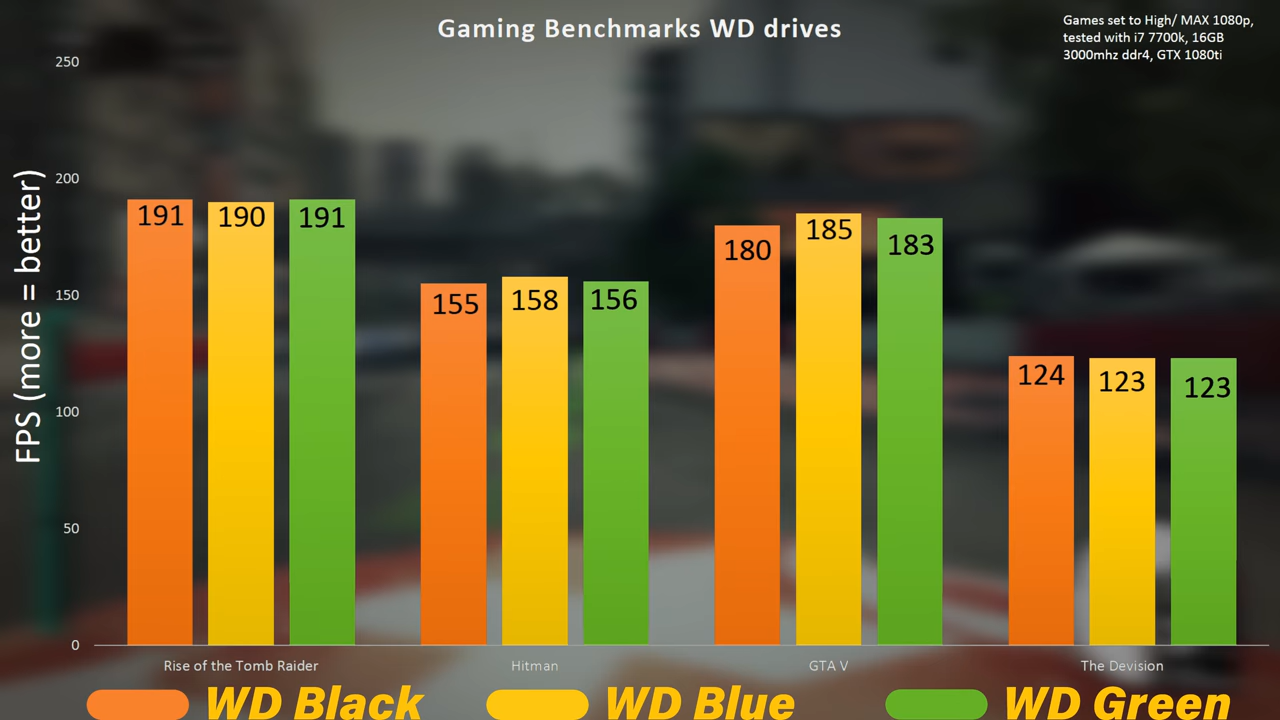 Gaming Benchmarks WD drives
Games set to High/ MAX 1080p,
tested with i7 7700k, 16GB
3000mhz ddr4, GTX 1080ti
FPS (more = better)
250
200
150
100
50
0
191
190
191
155
158
156
180
185
183
124
123
123
Rise of the Tomb Raider
Hitman
GTA V
The Devision
WD Black
WD Blue
WD Green